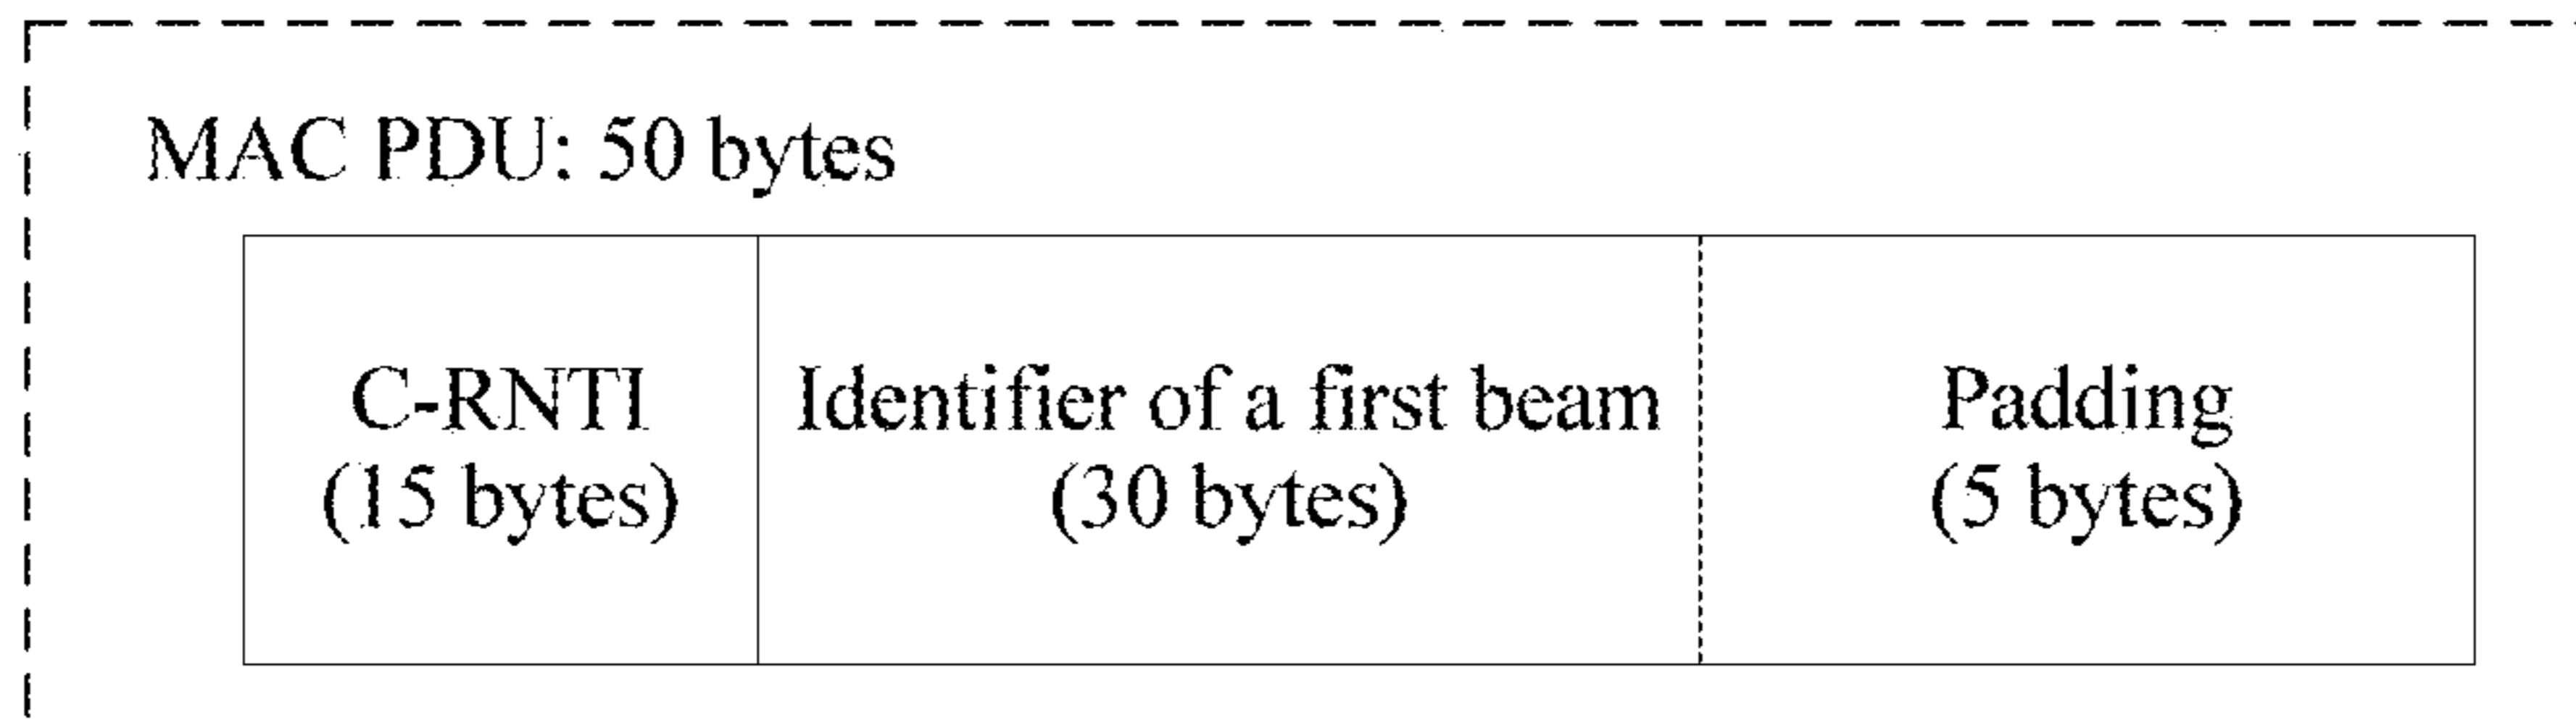 MAC PDU: 50 bytes
C-RNTI
(15 bytes)
Identifier of a first beam
(30 bytes)
Padding
(5 bytes)